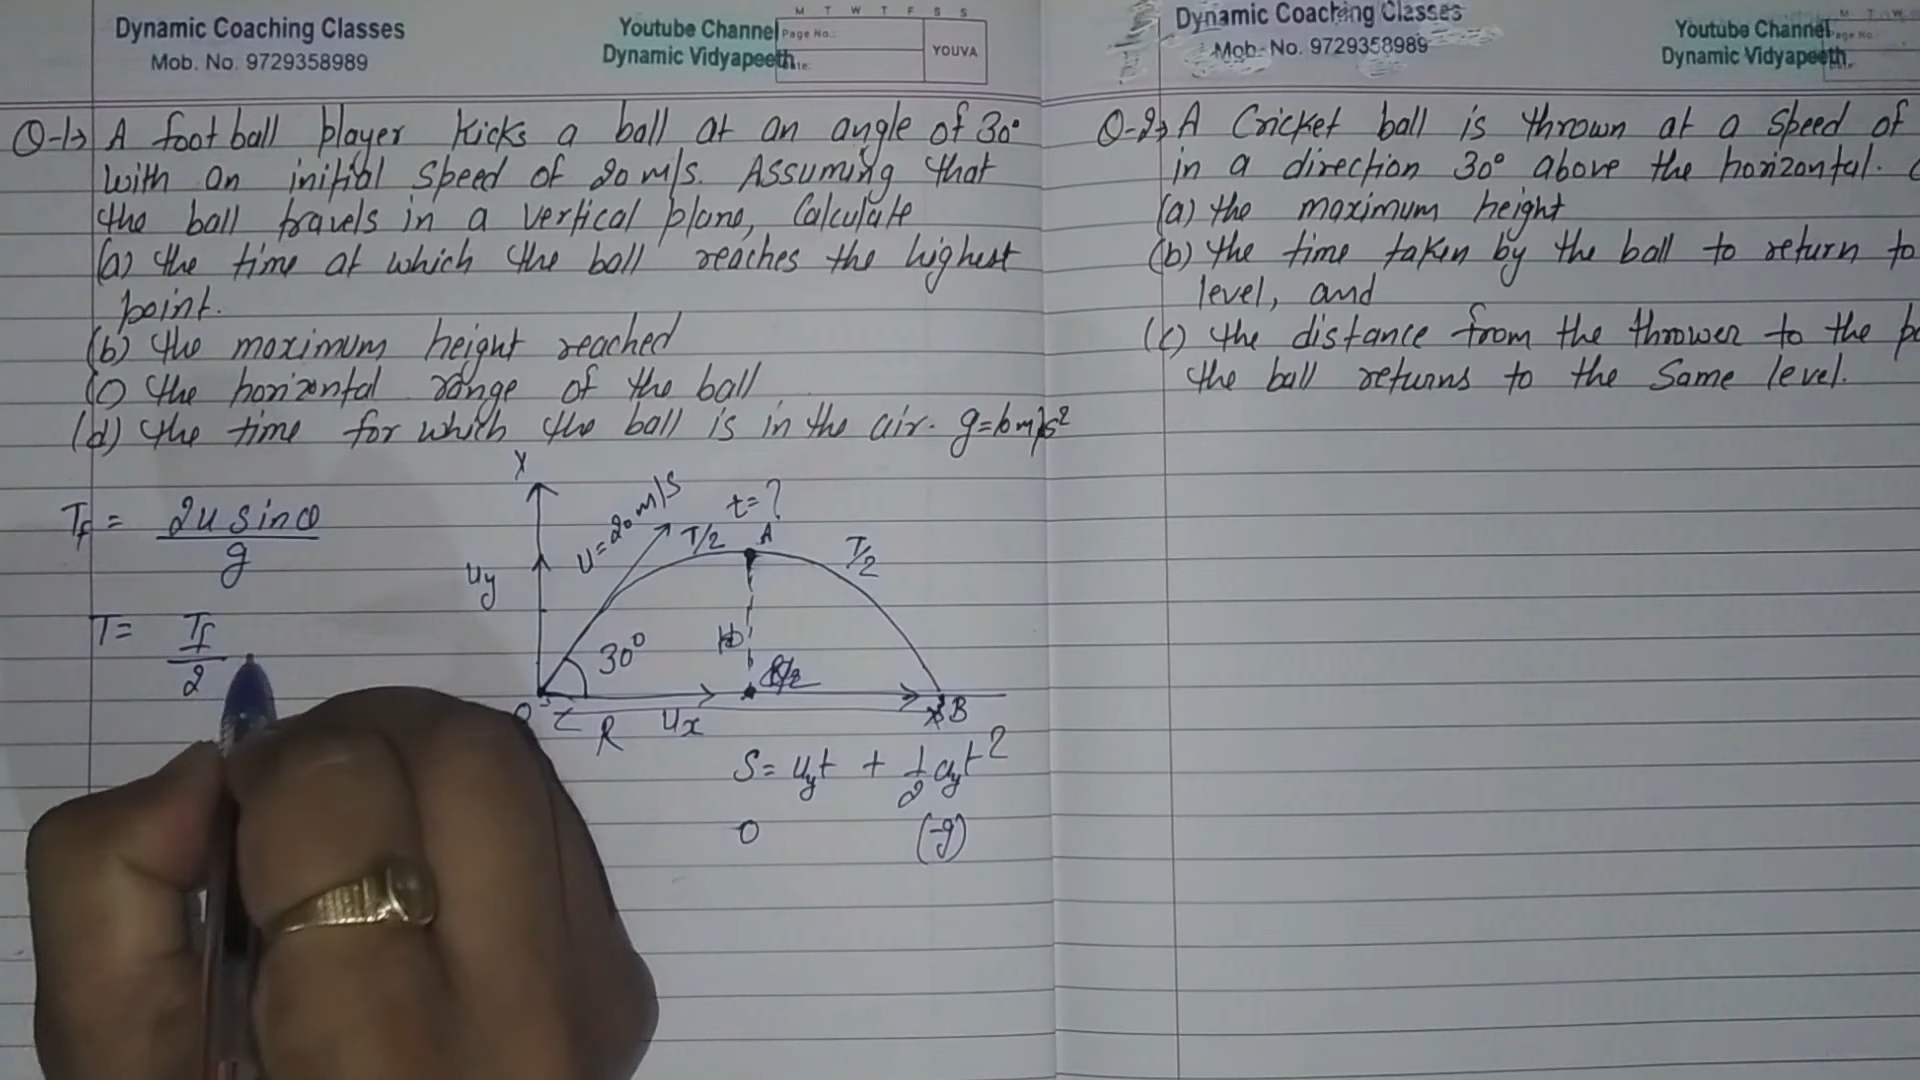 Dynamic Coaching Classes
Mob. No. 9729358989
Youtube Channel
Dynamic Vidyapeeth
M T W T F S S
Page No.:
YOUVA
Q-1→ A football player kicks a ball at an angle of 30°
with an initial speed of 20 m/s. Assuming that
the ball travels in a vertical plane, Calculate
(a) the time at which the ball reaches the highest
point.
(b) the maximum height reached
(c) the horizontal range of the ball
(d) the time for which the ball is in the air. g=10m/s²
Tf = 2u sinθ / g
T = Tf / 2
Y
uy
u=20 m/s
T/2
t=?
A
T/2
30°
R/2
O
R
ux
B
S = uyt + 1/2 ayt²
0 (-g)
Dynamic Coaching Classes
Mob. No. 9729358989
Youtube Channel
Dynamic Vidyapeeth
Q-2→ A Cricket ball is thrown at a speed of
in a direction 30° above the horizontal.
(a) the maximum height
(b) the time taken by the ball to return to
level, and
(c) the distance from the thrower to the
the ball returns to the same level.